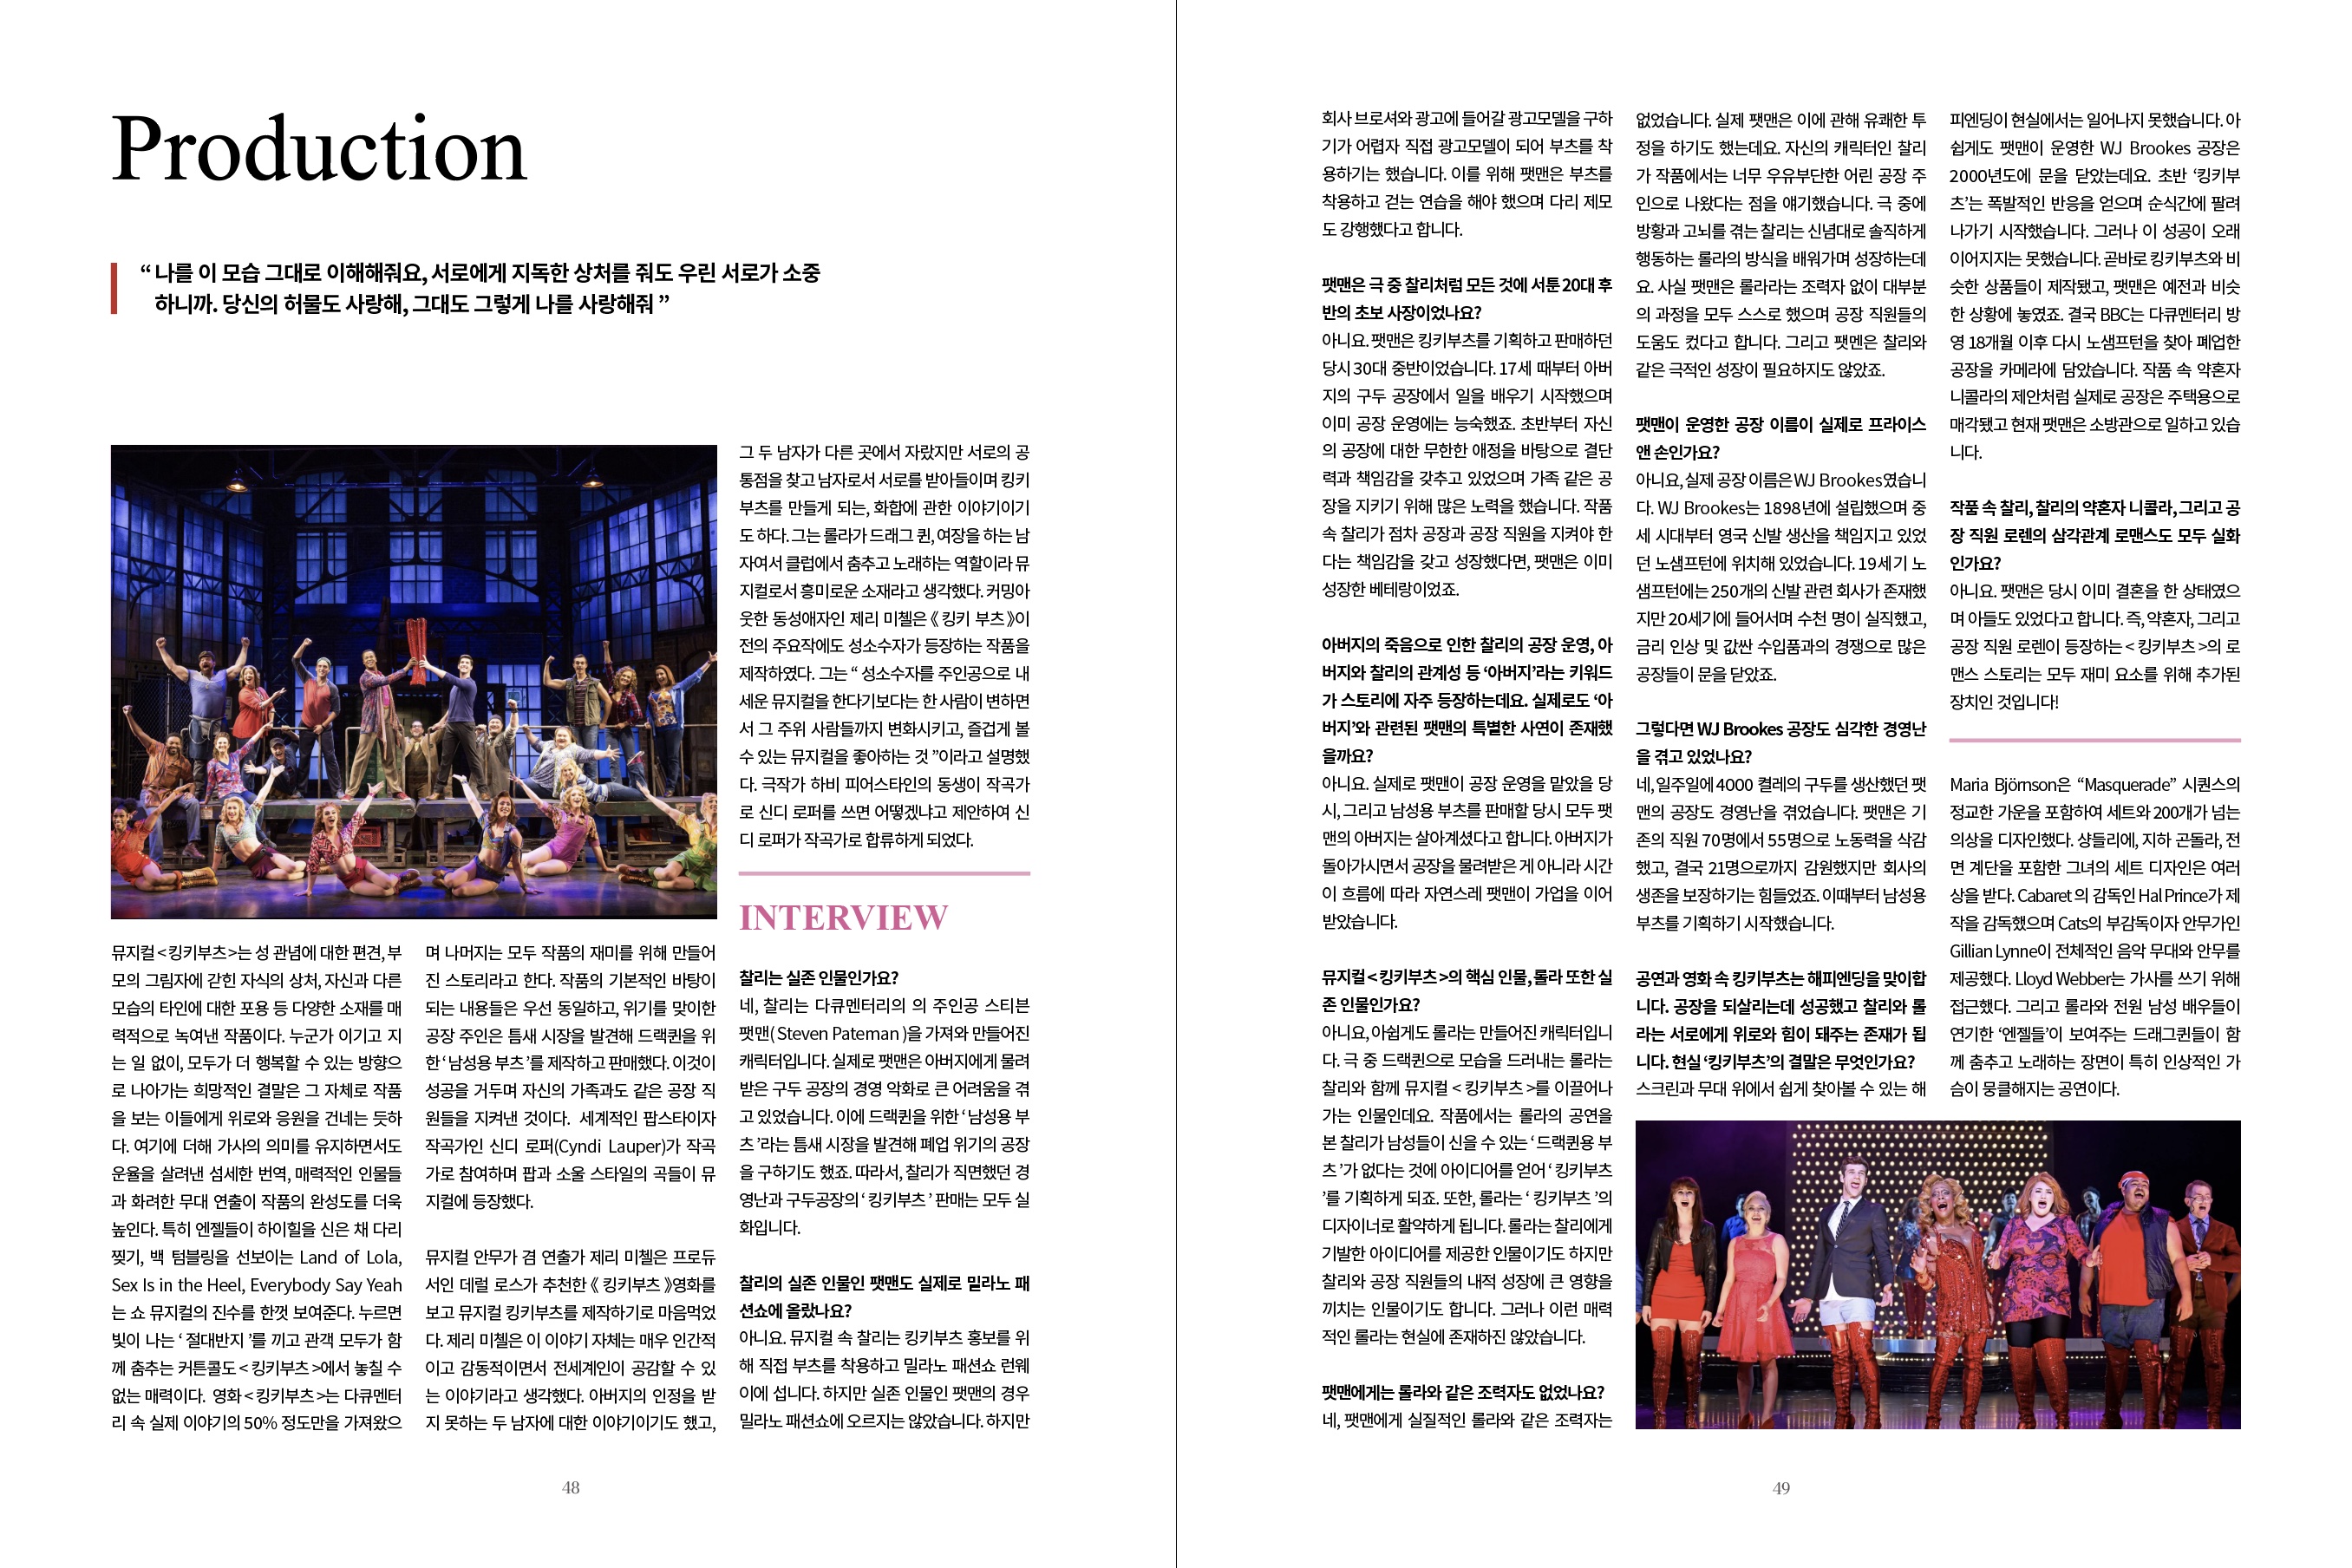 Production
“ 나를 이 모습 그대로 이해해줘요, 서로에게 지독한 상처를 줘도 우린 서로가 소중
하니까. 당신의 허물도 사랑해, 그대도 그렇게 나를 사랑해줘 ”
뮤지컬 <킹키부츠>는 성 관념에 대한 편견, 부
모의 그림자에 갇힌 자식의 상처, 자신과 다른
모습의 타인에 대한 포용 등 다양한 소재를 매
력적으로 녹여낸 작품이다. 누군가 이기고 지
는 일 없이, 모두가 더 행복할 수 있는 방향으
로 나아가는 희망적인 결말은 그 자체로 작품
을 보는 이들에게 위로와 응원을 건네는 듯하
다. 여기에 더해 가사의 의미를 유지하면서도
운율을 살려낸 섬세한 번역, 매력적인 인물들
과 화려한 무대 연출이 작품의 완성도를 더욱
높인다. 특히 엔젤들이 하이힐을 신은 채 다리
찢기, 백 텀블링을 선보이는 Land of Lola,
Sex Is in the Heel, Everybody Say Yeah
는 쇼 뮤지컬의 진수를 한껏 보여준다. 누르면
빛이 나는 ‘ 절대반지 ’를 끼고 관객 모두가 함
께 춤추는 커튼콜도 < 킹키부츠 >에서 놓칠 수
없는 매력이다. 영화 <킹키부츠>는 다큐멘터
리 속 실제 이야기의 50% 정도만을 가져왔으
며 나머지는 모두 작품의 재미를 위해 만들어
진 스토리라고 한다. 작품의 기본적인 바탕이
되는 내용들은 우선 동일하고, 위기를 맞이한
공장 주인은 틈새 시장을 발견해 드랙퀸을 위
한 ‘ 남성용 부츠 ’를 제작하고 판매했다. 이것이
성공을 거두며 자신의 가족과도 같은 공장 직
원들을 지켜낸 것이다. 세계적인 팝스타이자
작곡가인 신디 로퍼(Cyndi Lauper)가 작곡
가로 참여하며 팝과 소울 스타일의 곡들이 뮤
지컬에 등장했다.
뮤지컬 안무가 겸 연출가 제리 미첼은 프로듀
서인 데럴 로스가 추천한 《 킹키부츠 》영화를
보고 뮤지컬 킹키부츠를 제작하기로 마음먹었
다. 제리 미첼은 이 이야기 자체는 매우 인간적
이고 감동적이면서 전세계인이 공감할 수 있
는 이야기라고 생각했다. 아버지의 인정을 받
지 못하는 두 남자에 대한 이야기이기도 했고,
그 두 남자가 다른 곳에서 자랐지만 서로의 공
통점을 찾고 남자로서 서로를 받아들이며 킹키
부츠를 만들게 되는, 화합에 관한 이야기이기
도 하다. 그는 롤라가 드래그 퀸, 여장을 하는 남
자여서 클럽에서 춤추고 노래하는 역할이라 뮤
지컬로서 흥미로운 소재라고 생각했다. 커밍아
웃한 동성애자인 제리 미첼은 《 킹키 부츠 》이
전의 주요작에도 성소수자가 등장하는 작품을
제작하였다. 그는 “ 성소수자를 주인공으로 내
세운 뮤지컬을 한다기보다는 한 사람이 변하면
서 그 주위 사람들까지 변화시키고, 즐겁게 볼
수 있는 뮤지컬을 좋아하는 것 ”이라고 설명했
다. 극작가 하비 피어스타인의 동생이 작곡가
로 신디 로퍼를 쓰면 어떻겠냐고 제안하여 신
디 로퍼가 작곡가로 합류하게 되었다.
INTERVIEW
찰리는 실존 인물인가요?
네, 찰리는 다큐멘터리의 의 주인공 스티븐
팻맨( Steven Pateman )을 가져와 만들어진
캐릭터입니다. 실제로 팻맨은 아버지에게 물려
받은 구두 공장의 경영 악화로 큰 어려움을 겪
고 있었습니다. 이에 드랙퀸을 위한 ‘ 남성용 부
츠 ’라는 틈새 시장을 발견해 폐업 위기의 공장
을 구하기도 했죠. 따라서, 찰리가 직면했던 경
영난과 구두공장의 ‘ 킹키부츠 ’ 판매는 모두 실
화입니다.
찰리의 실존 인물인 팻맨도 실제로 밀라노 패
션쇼에 올랐나요?
아니요. 뮤지컬 속 찰리는 킹키부츠 홍보를 위
해 직접 부츠를 착용하고 밀라노 패션쇼 런웨
이에 섭니다. 하지만 실존 인물인 팻맨의 경우
밀라노 패션쇼에 오르지는 않았습니다. 하지만
48
회사 브로셔와 광고에 들어갈 광고모델을 구하
기가 어렵자 직접 광고모델이 되어 부츠를 착
용하기는 했습니다. 이를 위해 팻맨은 부츠를
착용하고 걷는 연습을 해야 했으며 다리 제모
도 강행했다고 합니다.
팻맨은 극 중 찰리처럼 모든 것에 서툰 20대 후
반의 초보 사장이었나요?
아니요. 팻맨은 킹키부츠를 기획하고 판매하던
당시 30대 중반이었습니다. 17세 때부터 아버
지의 구두 공장에서 일을 배우기 시작했으며
이미 공장 운영에는 능숙했죠. 초반부터 자신
의 공장에 대한 무한한 애정을 바탕으로 결단
력과 책임감을 갖추고 있었으며 가족 같은 공
장을 지키기 위해 많은 노력을 했습니다. 작품
속 찰리가 점차 공장과 공장 직원을 지켜야 한
다는 책임감을 갖고 성장했다면, 팻맨은 이미
성장한 베테랑이었죠.
아버지의 죽음으로 인한 찰리의 공장 운영, 아
버지와 찰리의 관계성 등 ‘아버지’라는 키워드
가 스토리에 자주 등장하는데요. 실제로도 ‘아
버지’와 관련된 팻맨의 특별한 사연이 존재했
을까요?
아니요. 실제로 팻맨이 공장 운영을 맡았을 당
시, 그리고 남성용 부츠를 판매할 당시 모두 팻
맨의 아버지는 살아계셨다고 합니다. 아버지가
돌아가시면서 공장을 물려받은 게 아니라 시간
이 흐름에 따라 자연스레 팻맨이 가업을 이어
받았습니다.
뮤지컬 < 킹키부츠 >의 핵심 인물, 롤라 또한 실
존 인물인가요?
아니요, 아쉽게도 롤라는 만들어진 캐릭터입니
다. 극 중 드랙퀸으로 모습을 드러내는 롤라는
찰리와 함께 뮤지컬 < 킹키부츠 >를 이끌어나
가는 인물인데요. 작품에서는 롤라의 공연을
본 찰리가 남성들이 신을 수 있는 ‘ 드랙퀸용 부
츠 ’가 없다는 것에 아이디어를 얻어 ‘ 킹키부츠
’를 기획하게 되죠. 또한, 롤라는 ‘ 킹키부츠 ’의
디자이너로 활약하게 됩니다. 롤라는 찰리에게
기발한 아이디어를 제공한 인물이기도 하지만
찰리와 공장 직원들의 내적 성장에 큰 영향을
끼치는 인물이기도 합니다. 그러나 이런 매력
적인 롤라는 현실에 존재하진 않았습니다.
팻맨에게는 롤라와 같은 조력자도 없었나요?
네, 팻맨에게 실질적인 롤라와 같은 조력자는
없었습니다. 실제 팻맨은 이에 관해 유쾌한 투
정을 하기도 했는데요. 자신의 캐릭터인 찰리
가 작품에서는 너무 우유부단한 어린 공장 주
인으로 나왔다는 점을 얘기했습니다. 극 중에
방황과 고뇌를 겪는 찰리는 신념대로 솔직하게
행동하는 롤라의 방식을 배워가며 성장하는데
요. 사실 팻맨은 롤라라는 조력자 없이 대부분
의 과정을 모두 스스로 했으며 공장 직원들의
도움도 컸다고 합니다. 그리고 팻멘은 찰리와
같은 극적인 성장이 필요하지도 않았죠.
팻맨이 운영한 공장 이름이 실제로 프라이스
앤 손인가요?
아니요, 실제 공장 이름은 WJ Brookes였습니
다. WJ Brookes는 1898년에 설립했으며 중
세 시대부터 영국 신발 생산을 책임지고 있었
던 노샘프턴에 위치해 있었습니다. 19세기 노
샘프턴에는 250개의 신발 관련 회사가 존재했
지만 20세기에 들어서며 수천 명이 실직했고,
금리 인상 및 값싼 수입품과의 경쟁으로 많은
공장들이 문을 닫았죠.
그렇다면 WJ Brookes 공장도 심각한 경영난
을 겪고 있었나요?
네, 일주일에 4000 켤레의 구두를 생산했던 팻
맨의 공장도 경영난을 겪었습니다. 팻맨은 기
존의 직원 70명에서 55명으로 노동력을 삭감
했고, 결국 21명으로까지 감원했지만 회사의
생존을 보장하기는 힘들었죠. 이때부터 남성용
부츠를 기획하기 시작했습니다.
공연과 영화 속 킹키부츠는 해피엔딩을 맞이합
니다. 공장을 되살리는데 성공했고 찰리와 롤
라는 서로에게 위로와 힘이 돼주는 존재가 됩
니다. 현실 ‘킹키부츠’의 결말은 무엇인가요?
스크린과 무대 위에서 쉽게 찾아볼 수 있는 해
피엔딩이 현실에서는 일어나지 못했습니다. 아
쉽게도 팻맨이 운영한 WJ Brookes 공장은
2000년도에 문을 닫았는데요. 초반 ‘킹키부
츠’는 폭발적인 반응을 얻으며 순식간에 팔려
나가기 시작했습니다. 그러나 이 성공이 오래
이어지지는 못했습니다. 곧바로 킹키부츠와 비
슷한 상품들이 제작됐고, 팻맨은 예전과 비슷
한 상황에 놓였죠. 결국 BBC는 다큐멘터리 방
영 18개월 이후 다시 노샘프턴을 찾아 폐업한
공장을 카메라에 담았습니다. 작품 속 약혼자
니콜라의 제안처럼 실제로 공장은 주택용으로
매각됐고 현재 팻맨은 소방관으로 일하고 있습
니다.
작품 속 찰리, 찰리의 약혼자 니콜라, 그리고 공
장 직원 로렌의 삼각관계 로맨스도 모두 실화
인가요?
아니요. 팻맨은 당시 이미 결혼을 한 상태였으
며 아들도 있었다고 합니다. 즉, 약혼자, 그리고
공장 직원 로렌이 등장하는 < 킹키부츠 >의 로
맨스 스토리는 모두 재미 요소를 위해 추가된
장치인 것입니다!
Maria Björnson은 “Masquerade” 시퀀스의
정교한 가운을 포함하여 세트와 200개가 넘는
의상을 디자인했다. 샹들리에, 지하 곤돌라, 전
면 계단을 포함한 그녀의 세트 디자인은 여러
상을 받다. Cabaret 의 감독인 Hal Prince가 제
작을 감독했으며 Cats의 부감독이자 안무가인
Gillian Lynne이 전체적인 음악 무대와 안무를
제공했다. Lloyd Webber는 가사를 쓰기 위해
접근했다. 그리고 롤라와 전원 남성 배우들이
연기한 ‘엔젤들’이 보여주는 드래그퀸들이 함
께 춤추고 노래하는 장면이 특히 인상적인 가
슴이 뭉클해지는 공연이다.
49